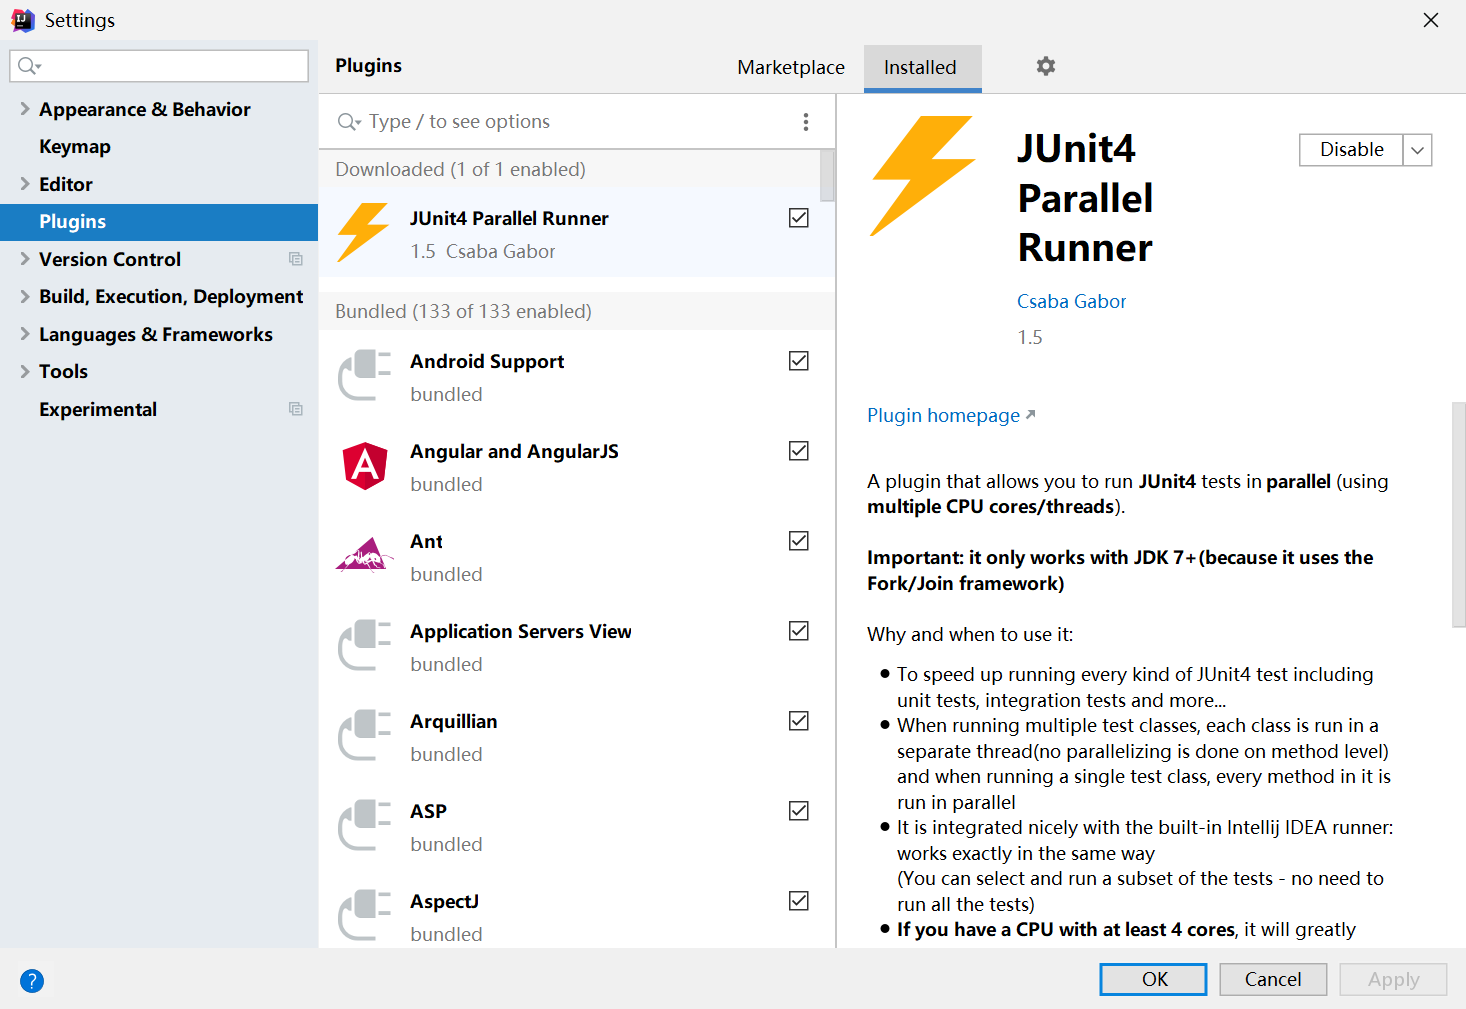 Settings
Plugins
Marketplace
Installed
Appearance & Behavior
Keymap
Editor
Plugins
Version Control
Build, Execution, Deployment
Languages & Frameworks
Tools
Experimental
Type / to see options
Downloaded (1 of 1 enabled)
JUnit4 Parallel Runner
1.5 Csaba Gabor
Bundled (133 of 133 enabled)
Android Support
bundled
Angular and AngularJS
bundled
Ant
bundled
Application Servers View
bundled
Arquillian
bundled
ASP
bundled
AspectJ
bundled
JUnit4
Parallel
Runner
Disable
Csaba Gabor
1.5
Plugin homepage
A plugin that allows you to run JUnit4 tests in parallel (using
multiple CPU cores/threads).
Important: it only works with JDK 7+(because it uses the
Fork/Join framework)
Why and when to use it:
To speed up running every kind of JUnit4 test including
unit tests, integration tests and more...
When running multiple test classes, each class is run in a
separate thread(no parallelizing is done on method level)
and when running a single test class, every method in it is
run in parallel
It is integrated nicely with the built-in Intellij IDEA runner:
works exactly in the same way
(You can select and run a subset of the tests - no need to
run all the tests)
If you have a CPU with at least 4 cores, it will greatly
?
OK
Cancel
Apply